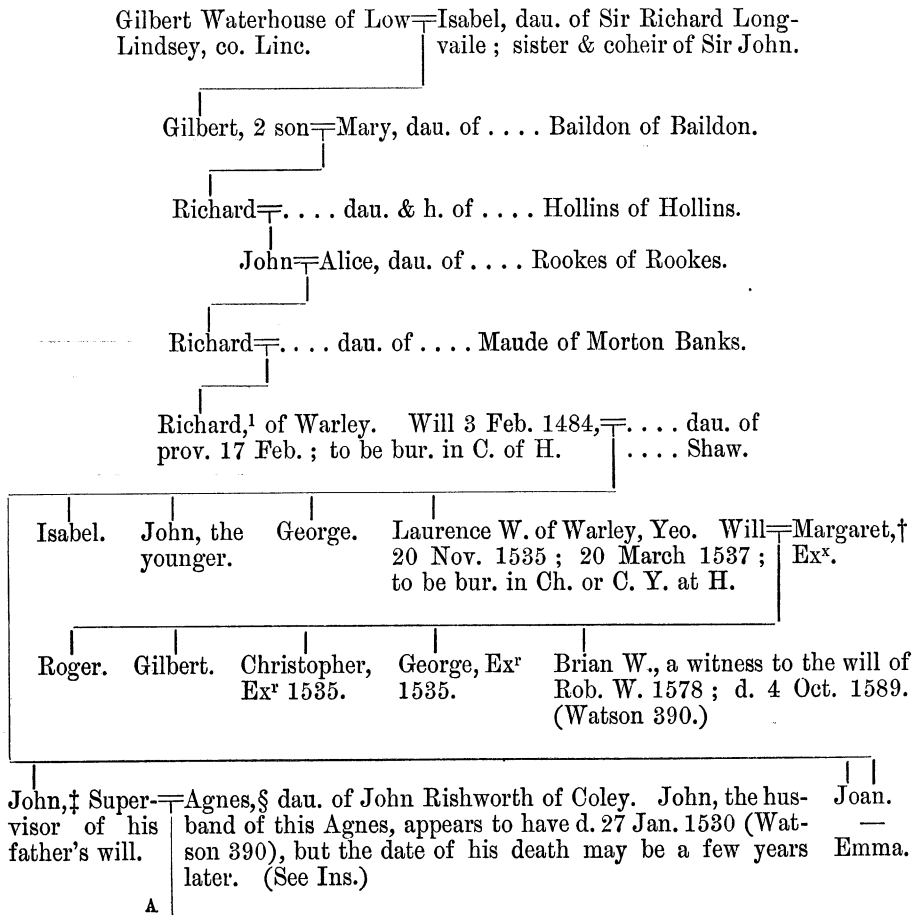 Gilbert Waterhouse of Low Lindsey, co. Linc.
Isabel, dau. of Sir Richard Long-
vaile ; sister & coheir of Sir John.
Gilbert, 2 son Mary, dau. of . . . . Baildon of Baildon.
Richard . . . . dau. & h. of . . . . Hollins of Hollins.
John Alice, dau. of . . . . Rookes of Rookes.
Richard . . . . dau. of . . . . Maude of Morton Banks.
Richard,¹ of Warley. Will 3 Feb. 1484,
prov. 17 Feb. ; to be bur. in C. of H.
. . . . dau. of
. . . . Shaw.
Isabel.
John, the
younger.
George.
Laurence W. of Warley, Yeo. Will
20 Nov. 1535 ; 20 March 1537 ;
to be bur. in Ch. or C. Y. at H.
Margaret,†
Exˣ.
Roger.
Gilbert.
Christopher,
Exʳ 1535.
George, Exʳ
1535.
Brian W., a witness to the will of
Rob. W. 1578 ; d. 4 Oct. 1589.
(Watson 390.)
John,‡ Super-
visor of his
father's will.
Agnes,§ dau. of John Rishworth of Coley. John, the hus-
band of this Agnes, appears to have d. 27 Jan. 1530 (Wat-
son 390), but the date of his death may be a few years
later. (See Ins.)
Joan.
—
Emma.
A